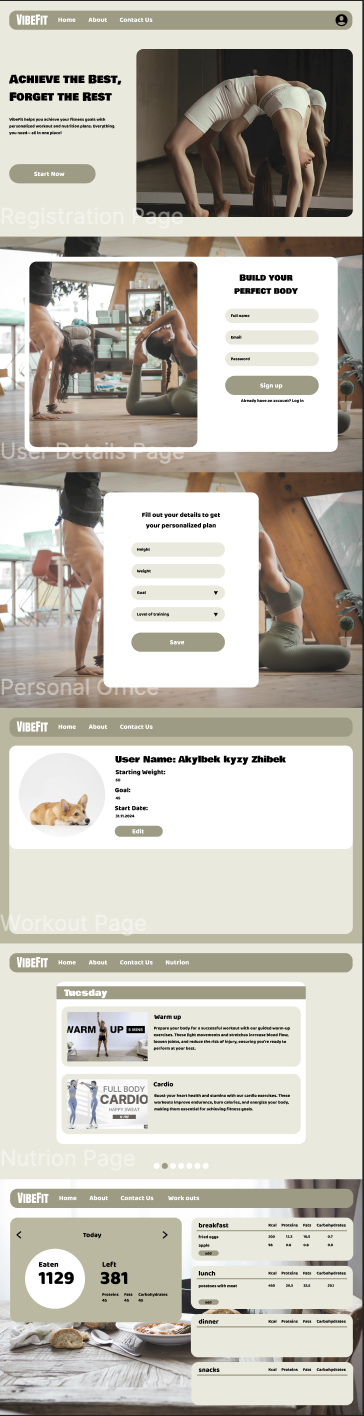 VIBEFIT Home About Contact Us
ACHIEVE THE BEST,
FORGET THE REST
VibeFit helps you achieve your fitness goals with
personalized workout and nutrition plans. Everything
you need— all in one place!
Start Now
Registration Page
BUILD YOUR
PERFECT BODY
Full name
Email
Password
Sign up
Already have an account? Log in
User Details Page
Fill out your details to get
your personalized plan
Height
Weight
Goal
Level of training
Save
Personal Office
VIBEFIT Home About Contact Us
User Name: Akylbek kyzy Zhibek
Starting Weight:
50
Goal:
45
Start Date:
31.11.2024
Edit
Workout Page
VIBEFIT Home About Contact Us Nutrion
Tuesday
WARM UP 5 MINS
Warm up
Prepare your body for a successful workout with our guided warm-up
exercises. These light movements and stretches increase blood flow,
loosen joints, and reduce the risk of injury, ensuring you're ready to
perform at your best.
FULL BODY
CARDIO
HAPPY SWEAT
Cardio
Boost your heart health and stamina with our cardio exercises. These
workouts improve endurance, burn calories, and energize your body,
making them essential for achieving fitness goals.
Nutrion Page
VIBEFIT Home About Contact Us Work outs
Today
Eaten
1129
Left
381
Proteins Fats Carbohydrates
45 45 45
breakfast Kcal Proteins Fats Carbohydrates
fried eggs 200 13.5 16.5 0.7
apple 95 0.8 0.8 0.8
add
lunch Kcal Proteins Fats Carbohydrates
potatoes with meat 450 20.2 32.5 20.1
add
dinner Kcal Proteins Fats Carbohydrates
snacks Kcal Proteins Fats Carbohydrates